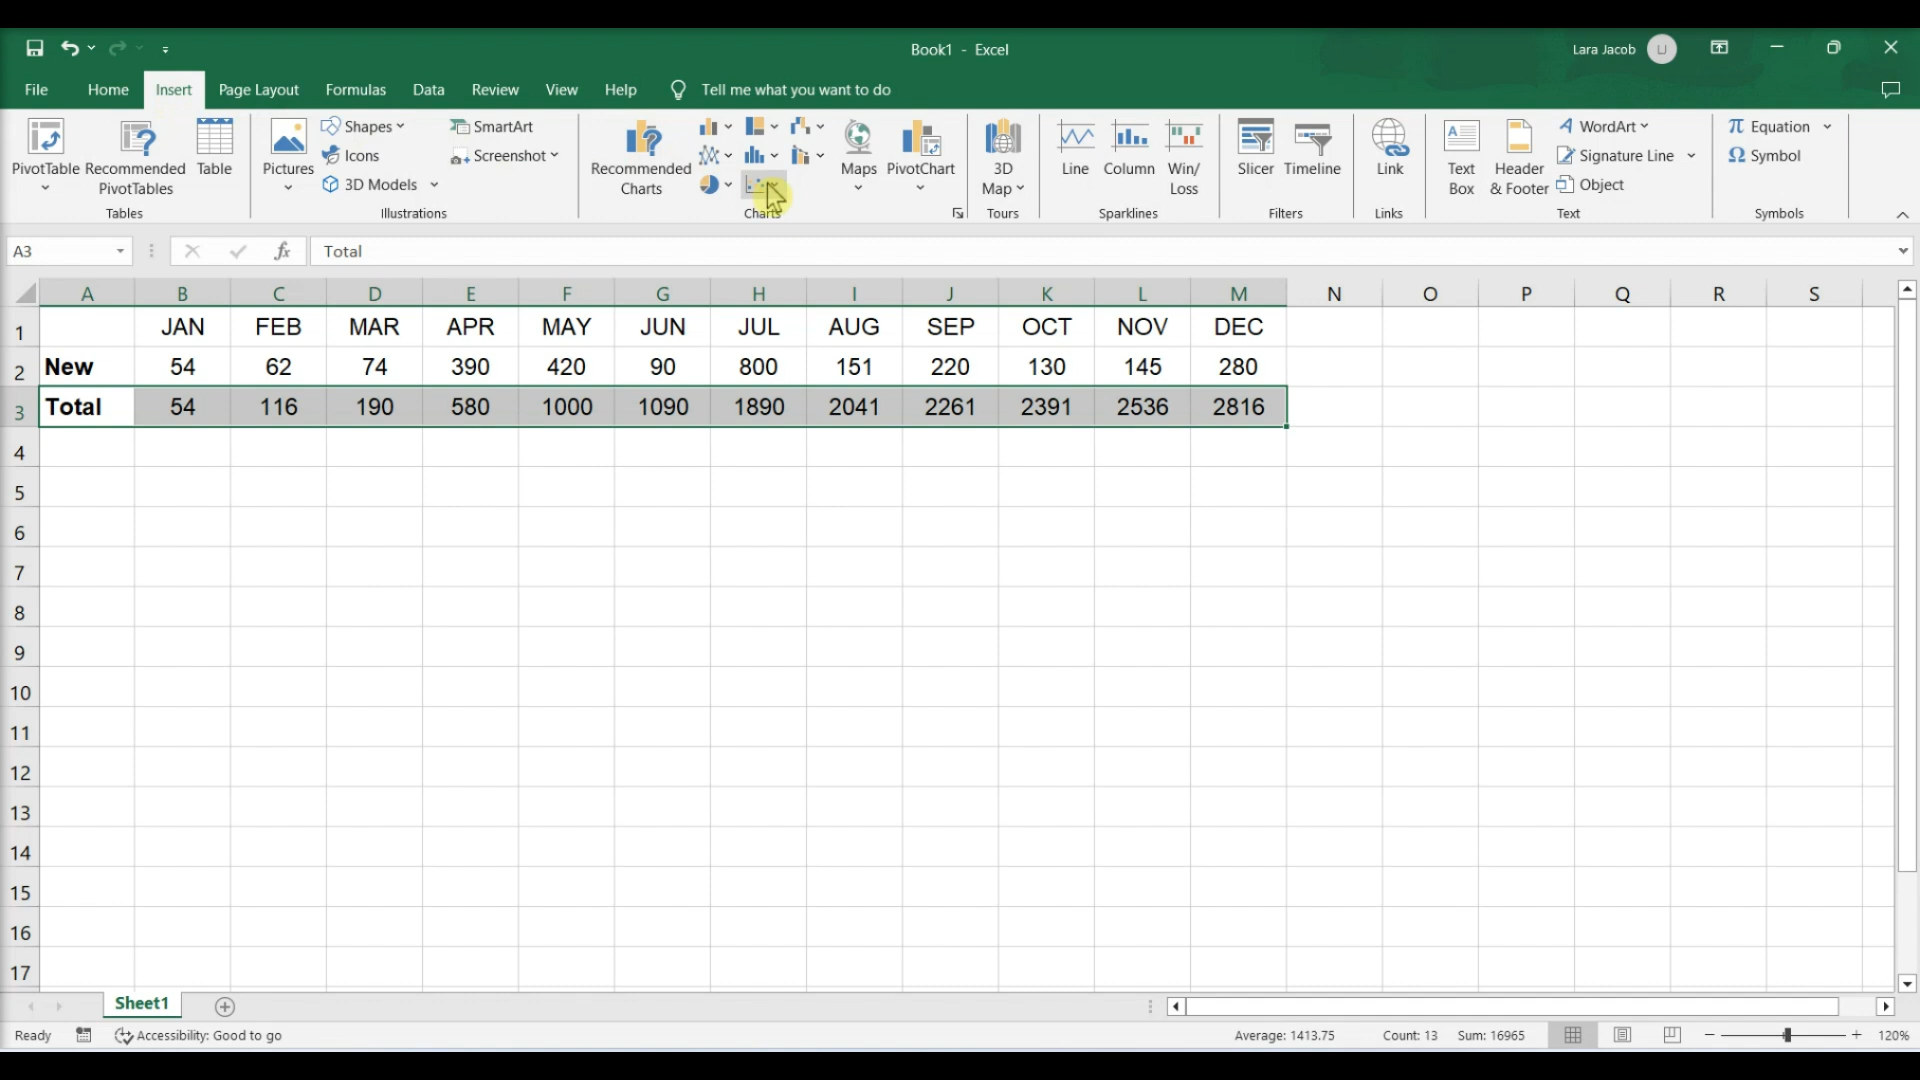 Book1 - Excel
Lara Jacob
LJ
File Home Insert Page Layout Formulas Data Review View Help Tell me what you want to do
PivotTable
Recommended
PivotTables
Table
Tables
Pictures
Shapes
Icons
3D Models
SmartArt
Screenshot
Illustrations
Recommended
Charts
Maps
PivotChart
Charts
3D
Map
Tours
Line
Column
Win/
Loss
Sparklines
Slicer
Timeline
Filters
Link
Links
Text
Box
Header
& Footer
WordArt
Signature Line
Object
Text
Equation
Symbol
Symbols
A3 fx Total
A B C D E F G H I J K L M N O P Q R S
1 JAN FEB MAR APR MAY JUN JUL AUG SEP OCT NOV DEC
2 New 54 62 74 390 420 90 800 151 220 130 145 280
3 Total 54 116 190 580 1000 1090 1890 2041 2261 2391 2536 2816
4
5
6
7
8
9
10
11
12
13
14
15
16
17
Sheet1
Ready Accessibility: Good to go Average: 1413.75 Count: 13 Sum: 16965 120%